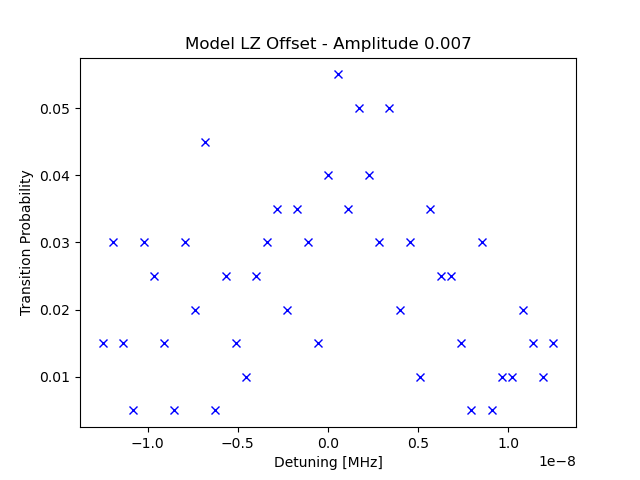 Model LZ Offset - Amplitude 0.007
Transition Probability
0.05
0.04
0.03
0.02
0.01
−1.0 −0.5 0.0 0.5 1.0
1e−8
Detuning [MHz]